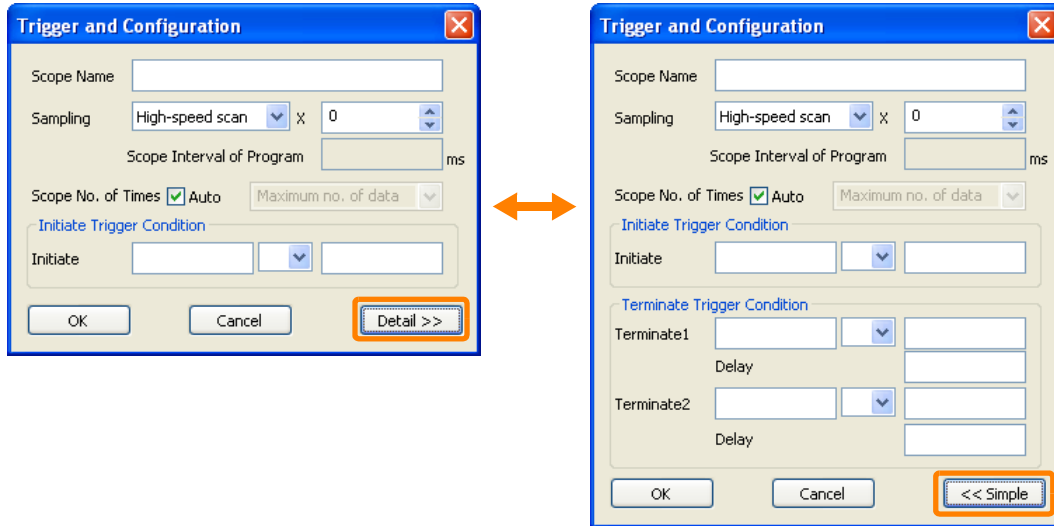 Trigger and Configuration
Scope Name
Sampling High-speed scan X 0
Scope Interval of Program ms
Scope No. of Times Auto Maximum no. of data
Initiate Trigger Condition
Initiate
OK Cancel Detail >>
Trigger and Configuration
Scope Name
Sampling High-speed scan X 0
Scope Interval of Program ms
Scope No. of Times Auto Maximum no. of data
Initiate Trigger Condition
Initiate
Terminate Trigger Condition
Terminate1
Delay
Terminate2
Delay
OK Cancel << Simple